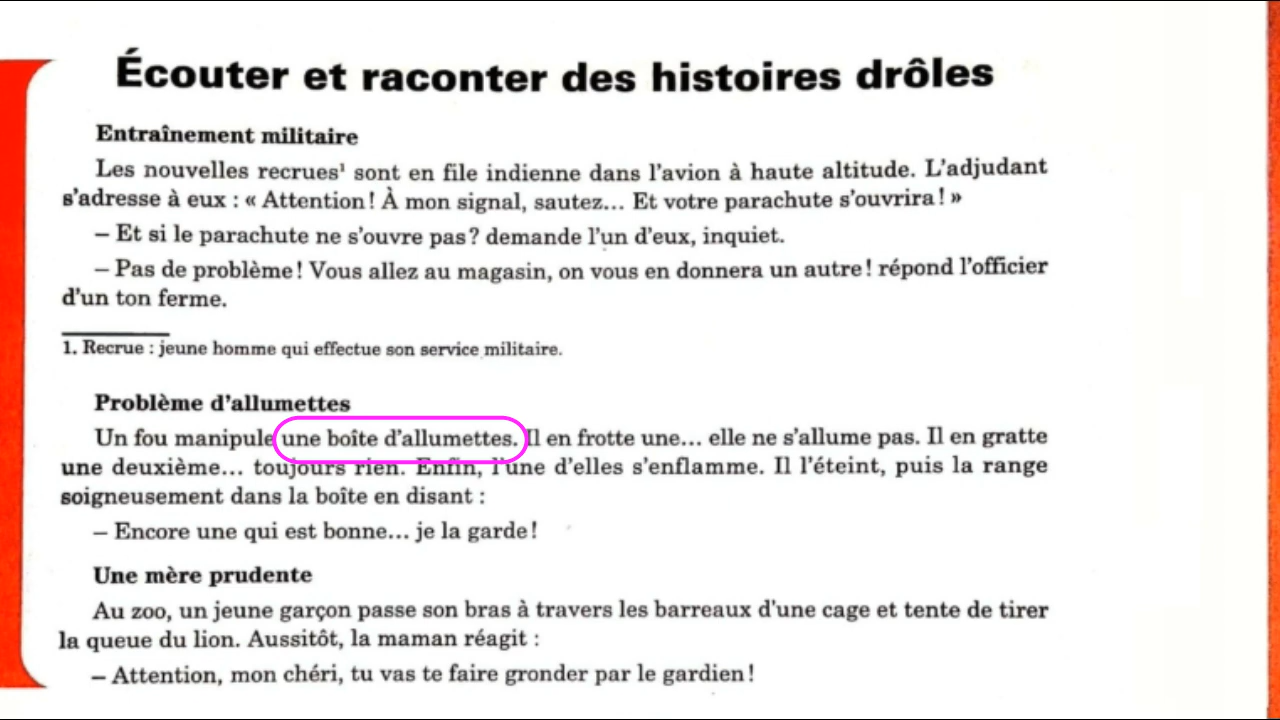 Écouter et raconter des histoires drôles
Entraînement militaire
Les nouvelles recrues¹ sont en file indienne dans l'avion à haute altitude. L'adjudant
s'adresse à eux : « Attention ! À mon signal, sautez... Et votre parachute s'ouvrira ! »
– Et si le parachute ne s'ouvre pas ? demande l'un d'eux, inquiet.
– Pas de problème ! Vous allez au magasin, on vous en donnera un autre ! répond l'officier
d'un ton ferme.
1. Recrue : jeune homme qui effectue son service militaire.
Problème d'allumettes
Un fou manipule une boîte d'allumettes. Il en frotte une... elle ne s'allume pas. Il en gratte
une deuxième... toujours rien. Enfin, l'une d'elles s'enflamme. Il l'éteint, puis la range
soigneusement dans la boîte en disant :
– Encore une qui est bonne... je la garde !
Une mère prudente
Au zoo, un jeune garçon passe son bras à travers les barreaux d'une cage et tente de tirer
la queue du lion. Aussitôt, la maman réagit :
– Attention, mon chéri, tu vas te faire gronder par le gardien !